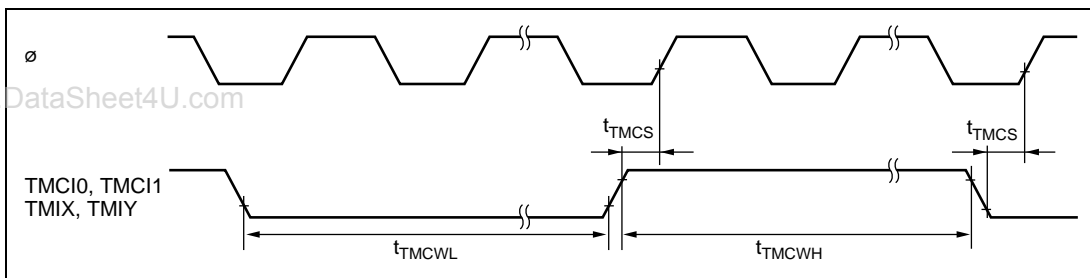 ø
DataSheet4U.com
tTMCS
tTMCS
TMCI0, TMCI1
TMIX, TMIY
tTMCWL
tTMCWH